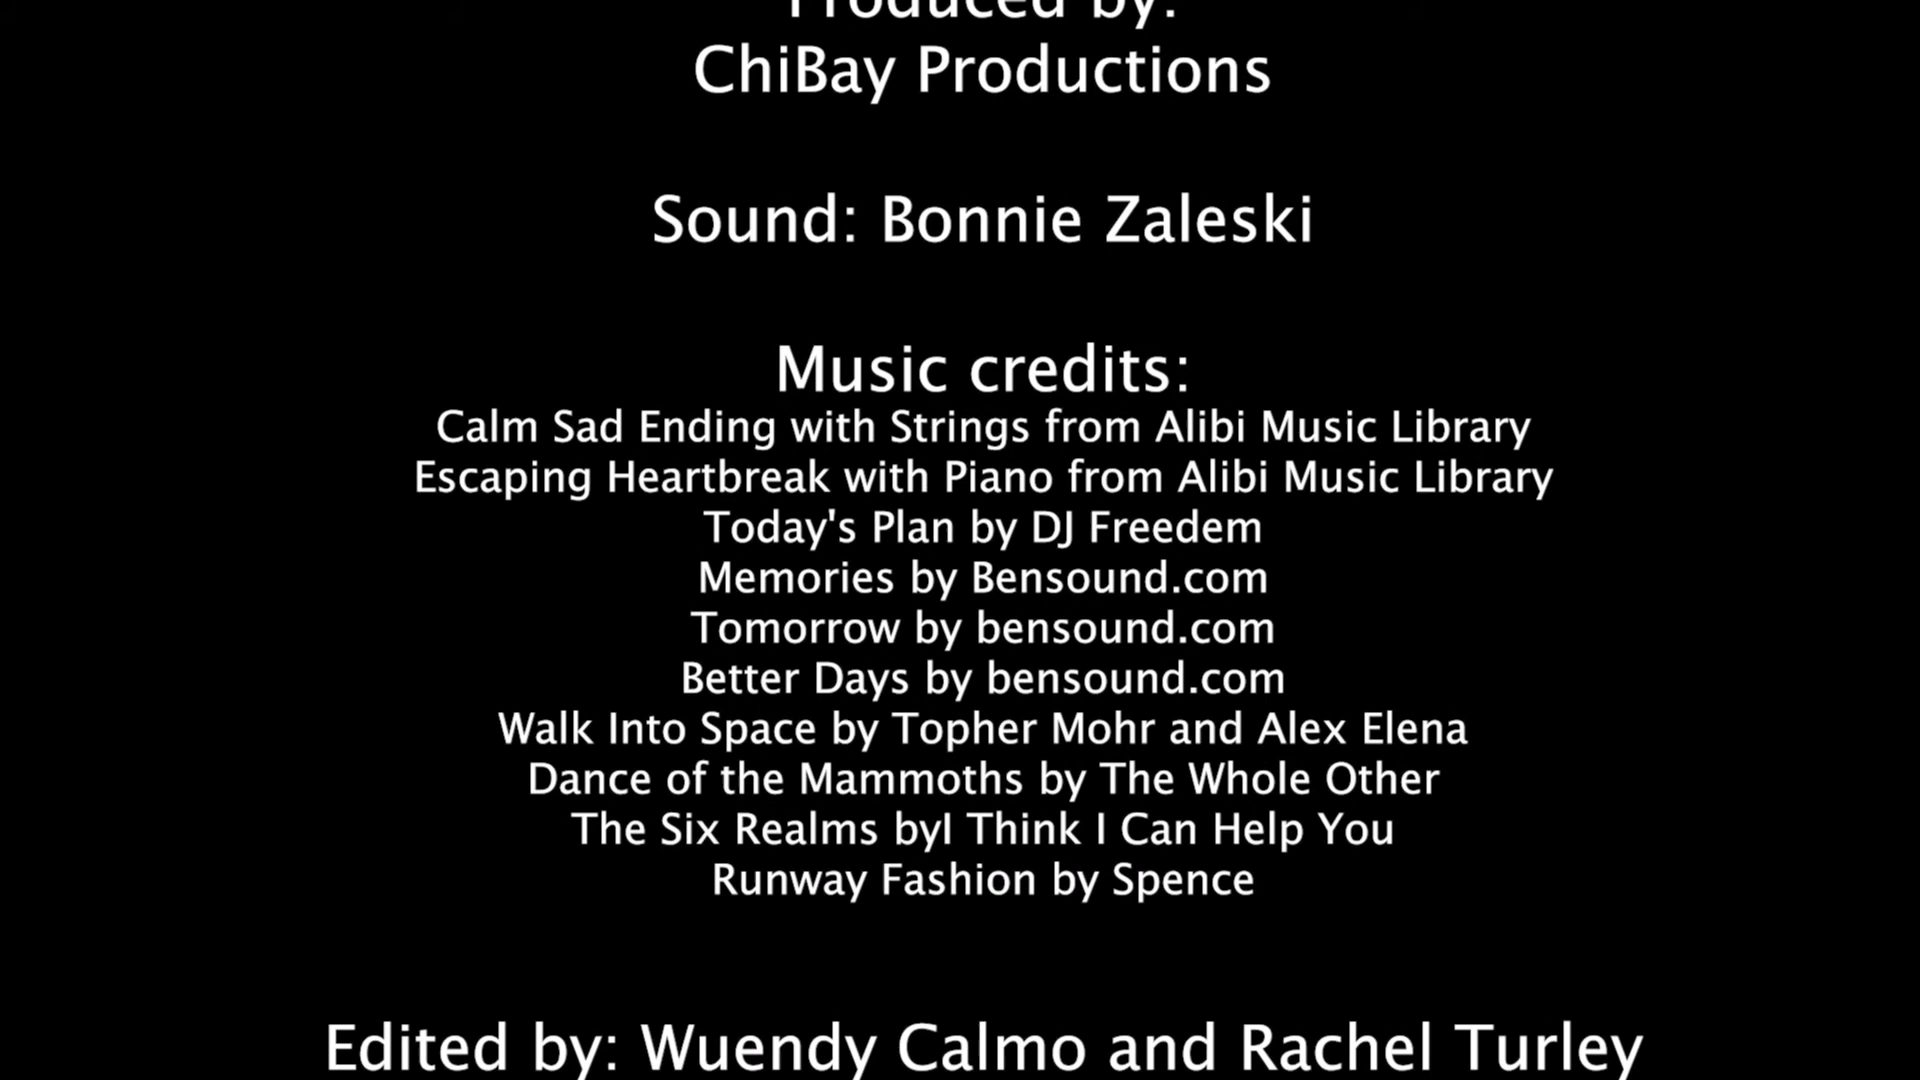 Produced by:
ChiBay Productions
Sound: Bonnie Zaleski
Music credits:
Calm Sad Ending with Strings from Alibi Music Library
Escaping Heartbreak with Piano from Alibi Music Library
Today's Plan by DJ Freedem
Memories by Bensound.com
Tomorrow by bensound.com
Better Days by bensound.com
Walk Into Space by Topher Mohr and Alex Elena
Dance of the Mammoths by The Whole Other
The Six Realms byI Think I Can Help You
Runway Fashion by Spence
Edited by: Wuendy Calmo and Rachel Turley